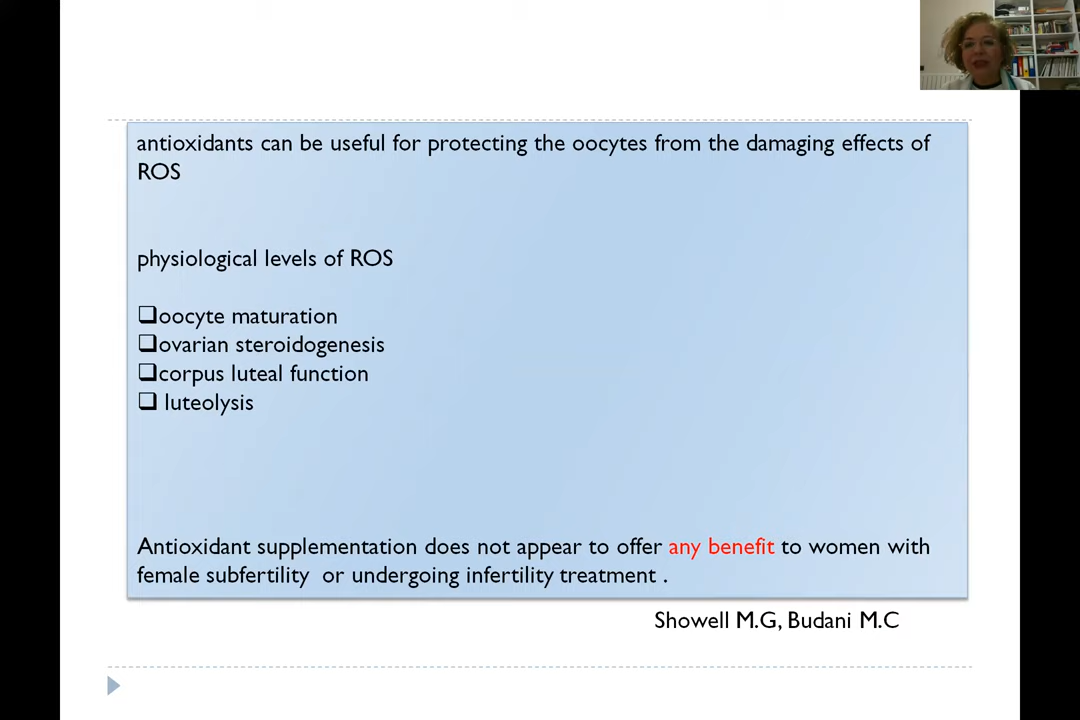 antioxidants can be useful for protecting the oocytes from the damaging effects of
ROS
physiological levels of ROS
❑oocyte maturation
❑ovarian steroidogenesis
❑corpus luteal function
❑ luteolysis
Antioxidant supplementation does not appear to offer any benefit to women with
female subfertility or undergoing infertility treatment .
Showell M.G, Budani M.C